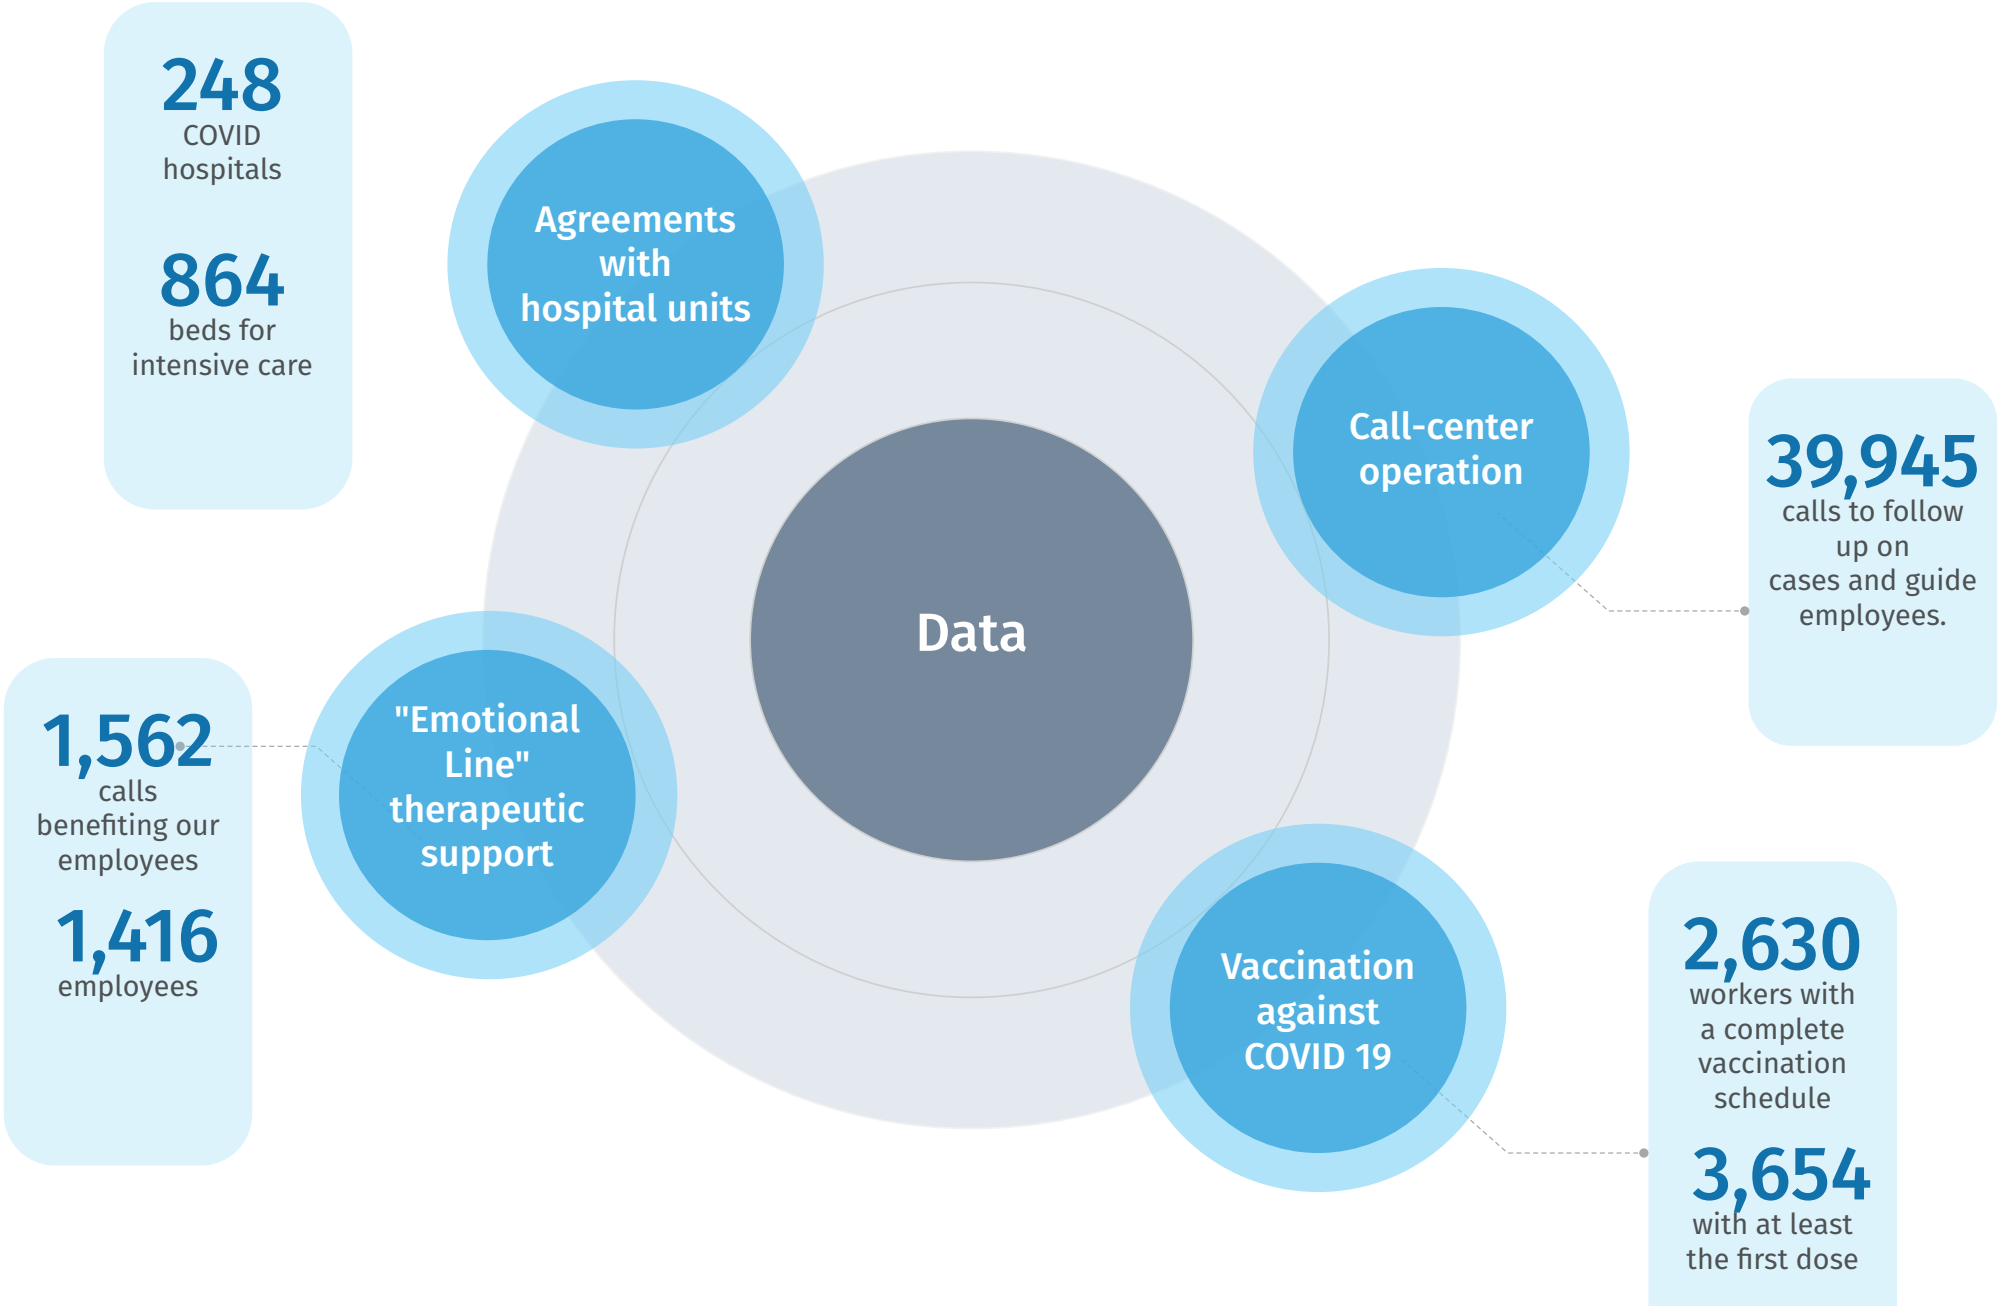 248
COVID
hospitals
864
beds for
intensive care
Agreements
with
hospital units
Call-center
operation
39,945
calls to follow
up on
cases and guide
employees.
Data
"Emotional
Line"
therapeutic
support
1,562
calls
benefiting our
employees
1,416
employees
Vaccination
against
COVID 19
2,630
workers with
a complete
vaccination
schedule
3,654
with at least
the first dose